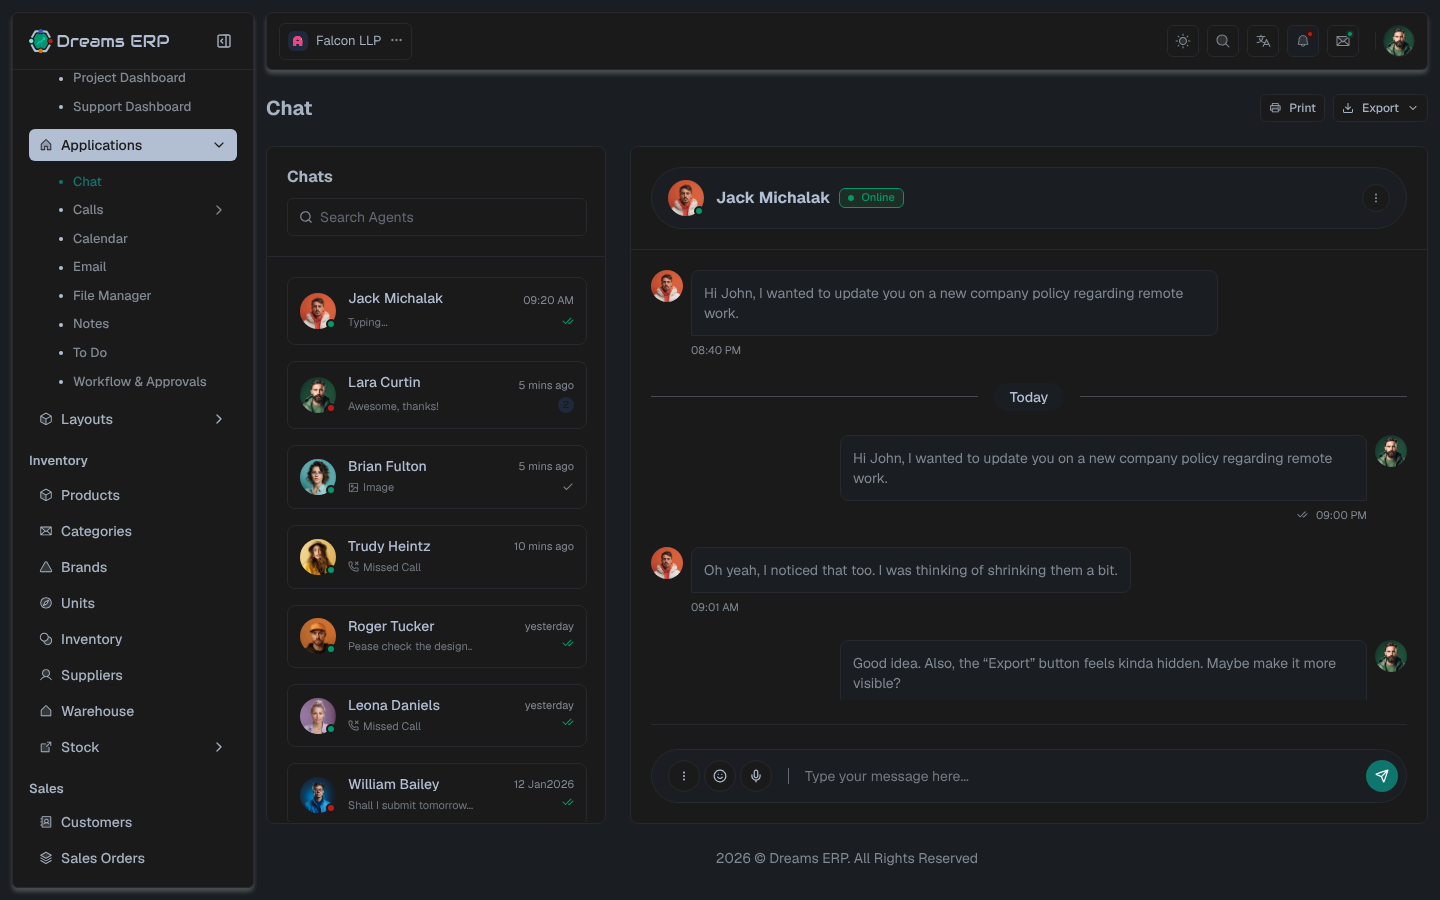 Dreams ERP
Project Dashboard
Support Dashboard
Applications
Chat
Calls
Calendar
Email
File Manager
Notes
To Do
Workflow & Approvals
Layouts
Inventory
Products
Categories
Brands
Units
Inventory
Suppliers
Warehouse
Stock
Sales
Customers
Sales Orders
Falcon LLP
Chat
Print
Export
Chats
Search Agents
Jack Michalak
09:20 AM
Typing...
Lara Curtin
5 mins ago
Awesome, thanks!
Brian Fulton
5 mins ago
Image
Trudy Heintz
10 mins ago
Missed Call
Roger Tucker
yesterday
Pease check the design..
Leona Daniels
yesterday
Missed Call
William Bailey
12 Jan2026
Shall I submit tomorrow...
Jack Michalak
Online
Hi John, I wanted to update you on a new company policy regarding remote
work.
08:40 PM
Today
Hi John, I wanted to update you on a new company policy regarding remote
work.
09:00 PM
Oh yeah, I noticed that too. I was thinking of shrinking them a bit.
09:01 AM
Good idea. Also, the “Export” button feels kinda hidden. Maybe make it more
visible?
Type your message here...
2026 © Dreams ERP. All Rights Reserved